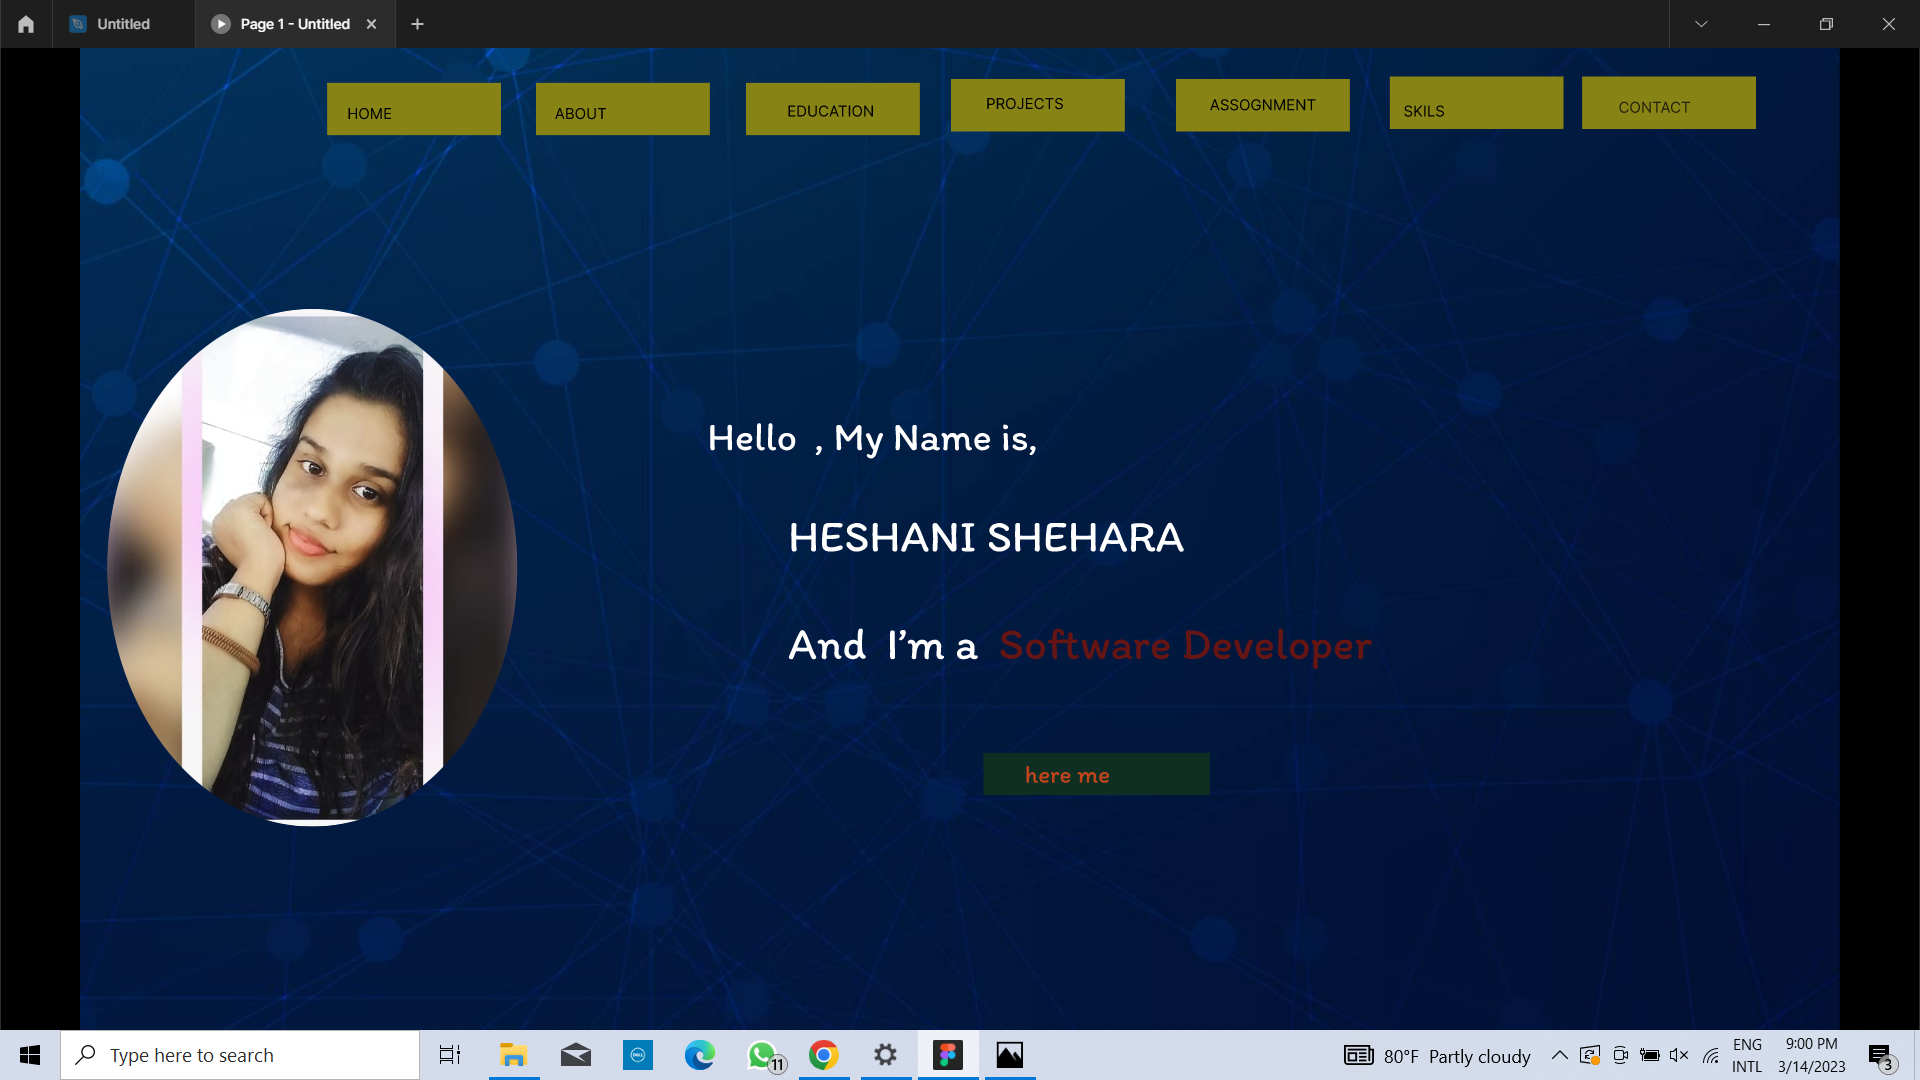 Untitled
Page 1 - Untitled
HOME ABOUT EDUCATION PROJECTS ASSOGNMENT SKILS CONTACT
Hello , My Name is,
HESHANI SHEHARA
And I’m a Software Developer
here me
Type here to search
DELL
11
80°F Partly cloudy
ENG
INTL
9:00 PM
3/14/2023
3